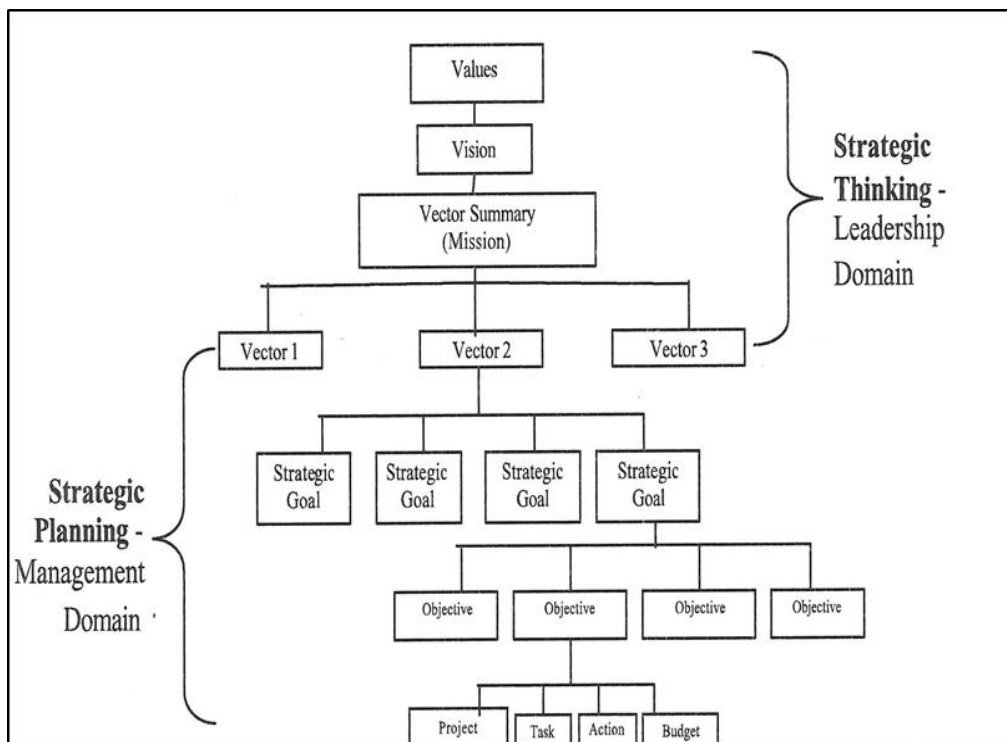 Values
Vision
Vector Summary
(Mission)
Strategic
Thinking -
Leadership
Domain
Vector 1
Vector 2
Vector 3
Strategic
Goal
Strategic
Goal
Strategic
Goal
Strategic
Goal
Strategic
Planning -
Management
Domain
Objective
Objective
Objective
Objective
Project
Task
Action
Budget